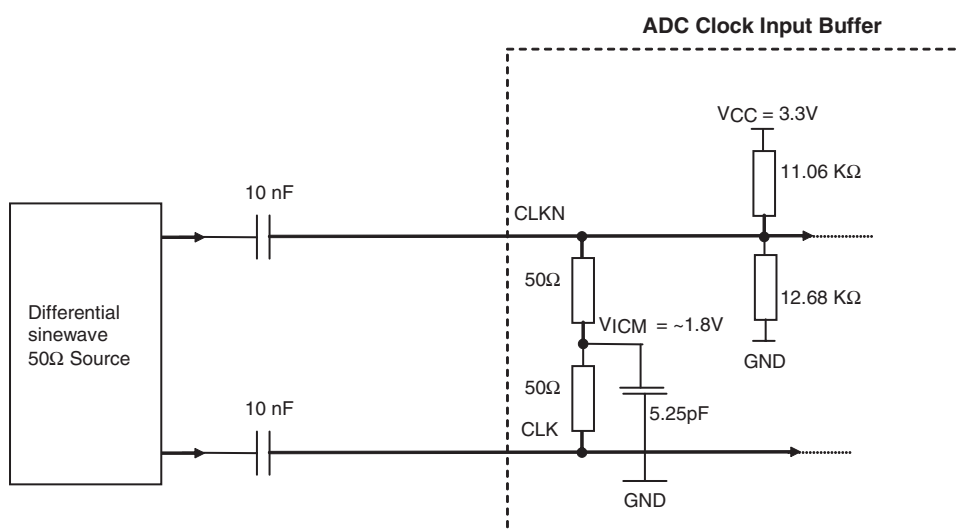 ADC Clock Input Buffer
VCC = 3.3V
11.06 KΩ
10 nF
CLKN
50Ω
12.68 KΩ
Differential
sinewave
50Ω Source
VICM = ~1.8V
GND
50Ω
10 nF
5.25pF
CLK
GND